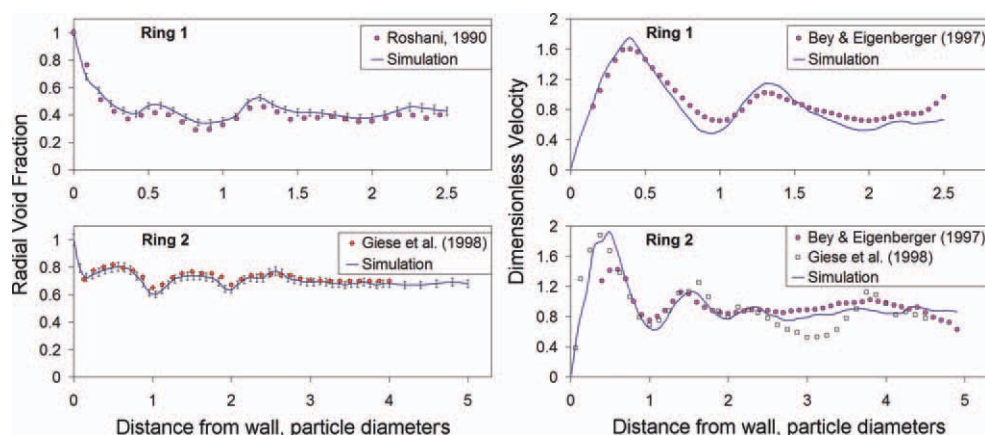 Radial Void Fraction
Ring 1
Roshani, 1990
Simulation
1
0.8
0.6
0.4
0.2
0
0 0.5 1 1.5 2 2.5
Ring 2
Giese et al. (1998)
Simulation
1
0.8
0.6
0.4
0.2
0
0 1 2 3 4 5
Distance from wall, particle diameters
Dimensionless Velocity
Ring 1
Bey & Eigenberger (1997)
Simulation
2
1.6
1.2
0.8
0.4
0
0 0.5 1 1.5 2 2.5
Ring 2
Bey & Eigenberger (1997)
Giese et al. (1998)
Simulation
2
1.6
1.2
0.8
0.4
0
0 1 2 3 4 5
Distance from wall, particle diameters